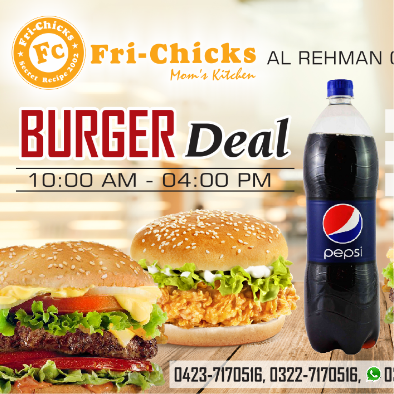 Fri-Chicks
FC
Secret Recipe 2002
Fri-Chicks
Mom's Kitchen
AL REHMAN
BURGER Deal
10:00 AM - 04:00 PM
pepsi
0423-7170516, 0322-7170516,